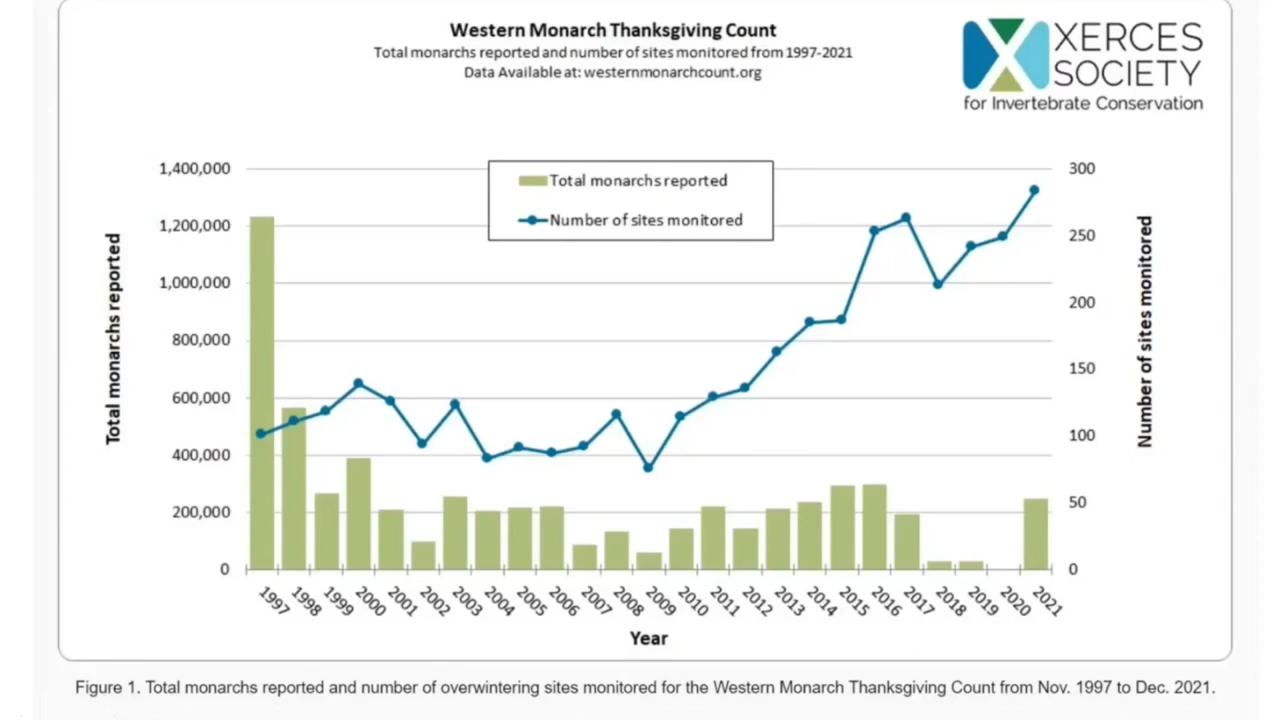 Western Monarch Thanksgiving Count
Total monarchs reported and number of sites monitored from 1997-2021
Data Available at: westernmonarchcount.org
XERCES
SOCIETY
for Invertebrate Conservation
Total monarchs reported
Number of sites monitored
1,400,000
1,200,000
1,000,000
800,000
600,000
400,000
200,000
0
Total monarchs reported
300
250
200
150
100
50
0
Number of sites monitored
1997 1998 1999 2000 2001 2002 2003 2004 2005 2006 2007 2008 2009 2010 2011 2012 2013 2014 2015 2016 2017 2018 2019 2020 2021
Year
Figure 1. Total monarchs reported and number of overwintering sites monitored for the Western Monarch Thanksgiving Count from Nov. 1997 to Dec. 2021.